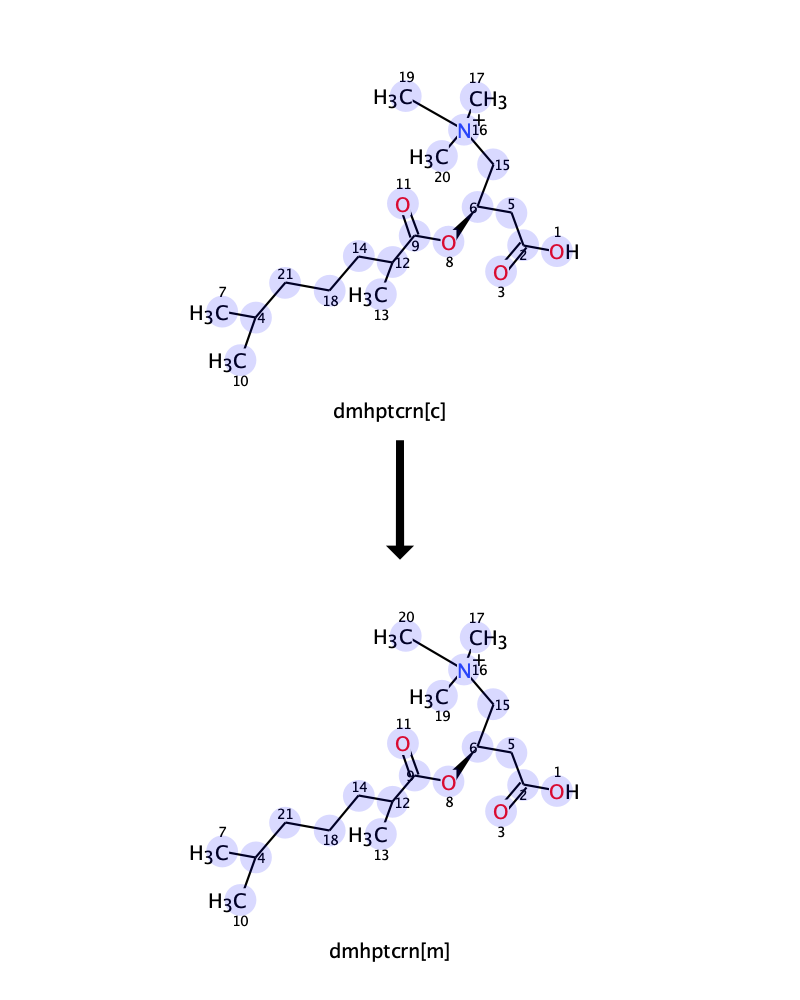 19 17
H₃C CH₃
+
N 16
H₃C
20 15
11
O 6 5
14 9 O 1
21 12 8 2 OH
7 H₃C O
H₃C 18 13 3
4
H₃C
10
dmhptcrn[c]
20 17
H₃C CH₃
+
N 16
H₃C
19 15
11
O 6 5
14 9 O 1
21 12 8 2 OH
7 H₃C O
H₃C 18 13 3
4
H₃C
10
dmhptcrn[m]